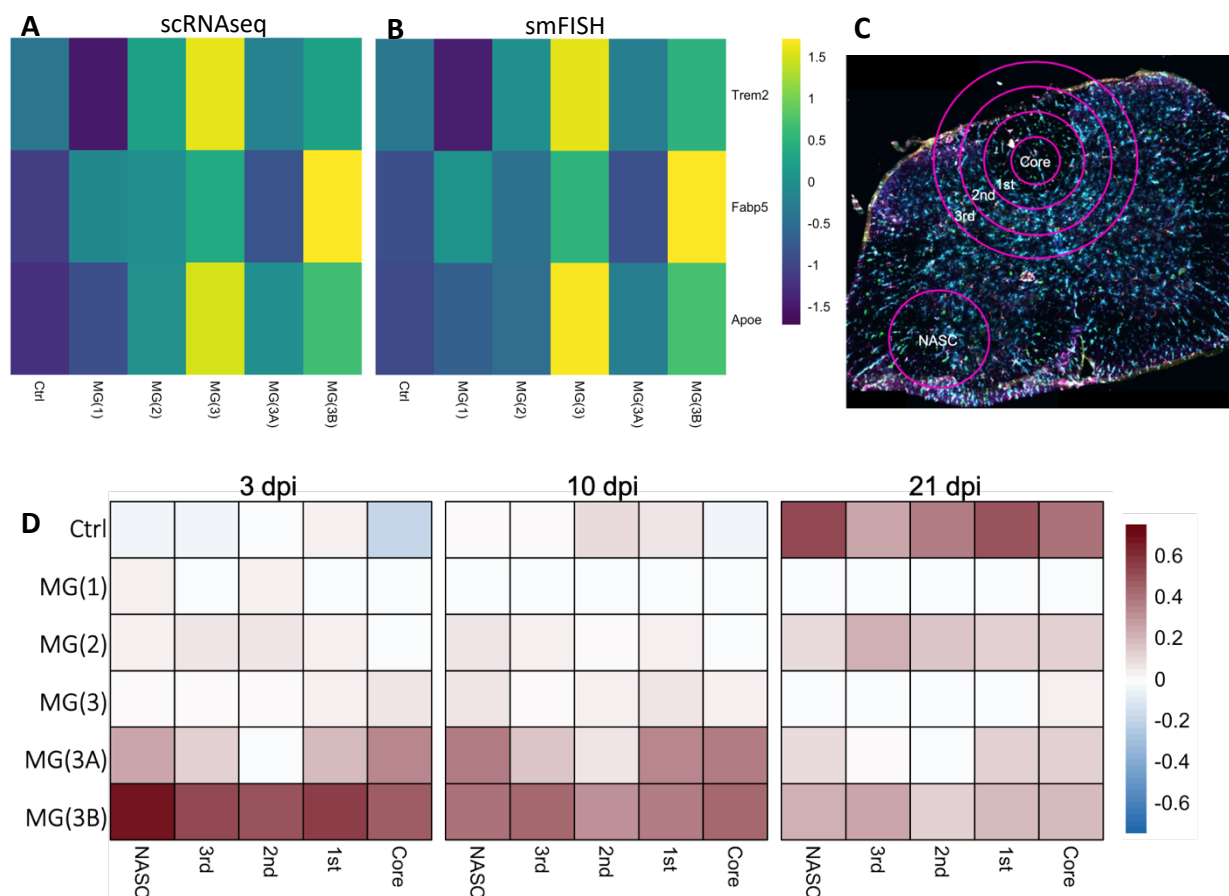 A scRNAseq B smFISH C
1.5
Trem2
1
0.5
Fabp5
0
-0.5
-1
Apoe
-1.5
Ctrl MG(1) MG(2) MG(3) MG(3A) MG(3B) Ctrl MG(1) MG(2) MG(3) MG(3A) MG(3B)
Core
1st
2nd
3rd
NASC
3 dpi 10 dpi 21 dpi
D Ctrl
MG(1)
MG(2)
MG(3)
MG(3A)
MG(3B)
0.6
0.4
0.2
0
-0.2
-0.4
-0.6
NASC 3rd 2nd 1st Core NASC 3rd 2nd 1st Core NASC 3rd 2nd 1st Core